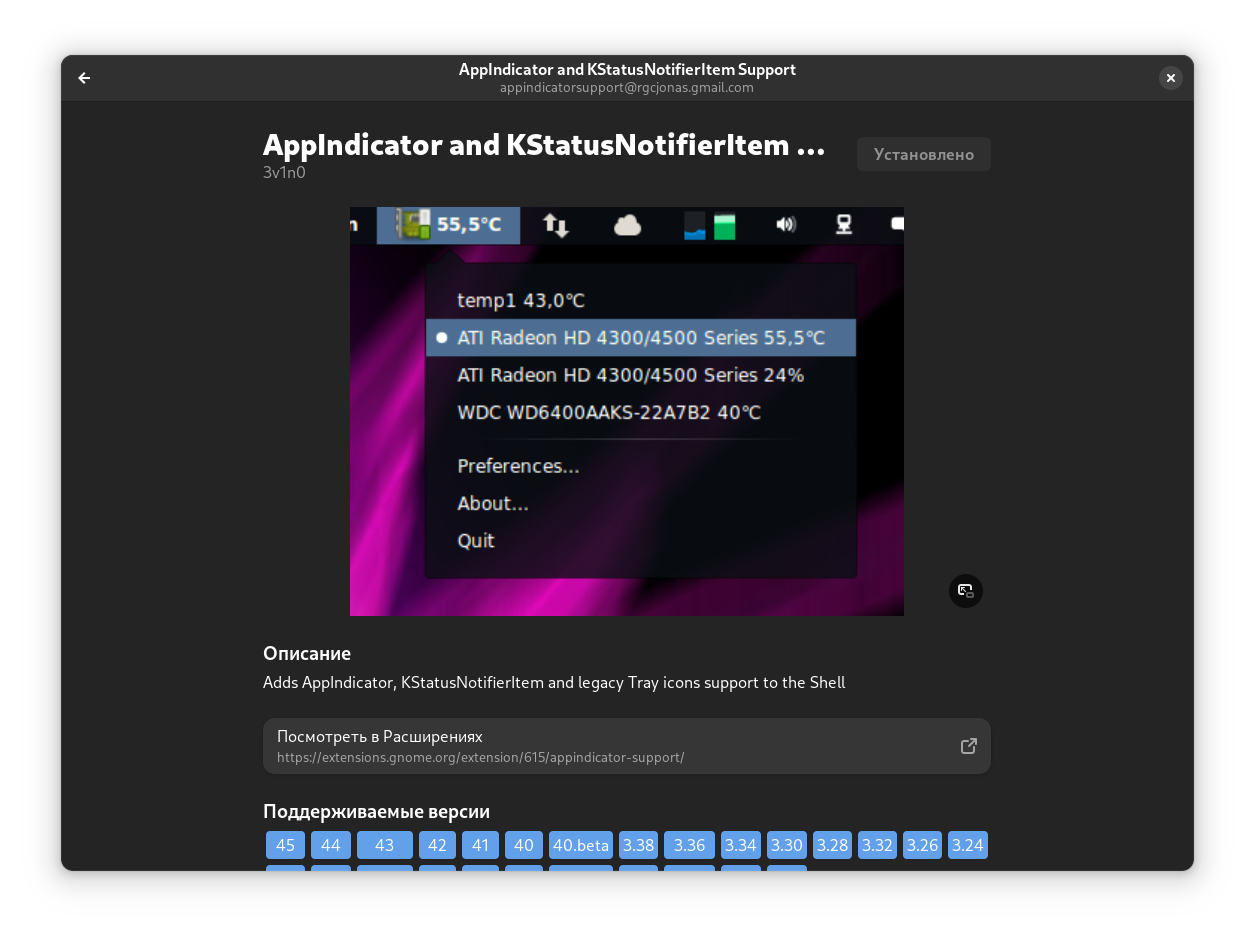 AppIndicator and KStatusNotifierItem Support
appindicatorsupport@rgcjonas.gmail.com
AppIndicator and KStatusNotifierItem ...
Установлено
3v1n0
n 55,5°C
temp1 43,0°C
ATI Radeon HD 4300/4500 Series 55,5°C
ATI Radeon HD 4300/4500 Series 24%
WDC WD6400AAKS-22A7B2 40°C
Preferences...
About...
Quit
Описание
Adds AppIndicator, KStatusNotifierItem and legacy Tray icons support to the Shell
Посмотреть в Расширениях
https://extensions.gnome.org/extension/615/appindicator-support/
Поддерживаемые версии
45 44 43 42 41 40 40.beta 3.38 3.36 3.34 3.30 3.28 3.32 3.26 3.24